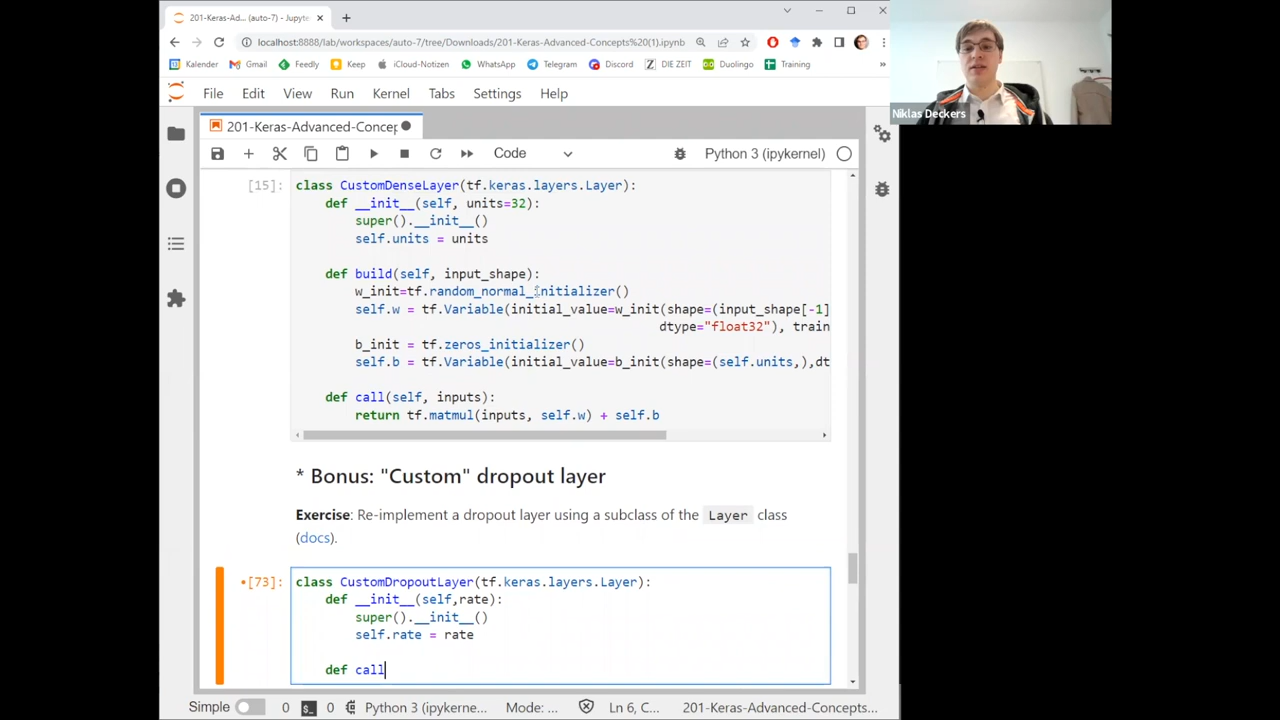 201-Keras-Ad... (auto-7) - Jupyte
localhost:8888/lab/workspaces/auto-7/tree/Downloads/201-Keras-Advanced-Concepts%20(1).ipynb
Kalender Gmail Feedly Keep iCloud-Notizen WhatsApp Telegram Discord DIE ZEIT Duolingo Training »
File Edit View Run Kernel Tabs Settings Help
Niklas Deckers
201-Keras-Advanced-Concep
Code Python 3 (ipykernel)
[15]: class CustomDenseLayer(tf.keras.layers.Layer):
def __init__(self, units=32):
super().__init__()
self.units = units
def build(self, input_shape):
w_init=tf.random_normal_initializer()
self.w = tf.Variable(initial_value=w_init(shape=(input_shape[-1]
dtype="float32"), train
b_init = tf.zeros_initializer()
self.b = tf.Variable(initial_value=b_init(shape=(self.units,),dt
def call(self, inputs):
return tf.matmul(inputs, self.w) + self.b
* Bonus: "Custom" dropout layer
Exercise: Re-implement a dropout layer using a subclass of the Layer class
(docs).
•[73]: class CustomDropoutLayer(tf.keras.layers.Layer):
def __init__(self,rate):
super().__init__()
self.rate = rate
def call
Simple 0 0 Python 3 (ipykerne... Mode: ... Ln 6, C... 201-Keras-Advanced-Concepts...